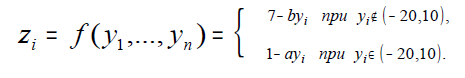 zᵢ = f(y₁,...,yₙ) = {
7- byᵢ при yᵢ∉ (- 20,10),
1- ayᵢ при yᵢ∈ (- 20,10).